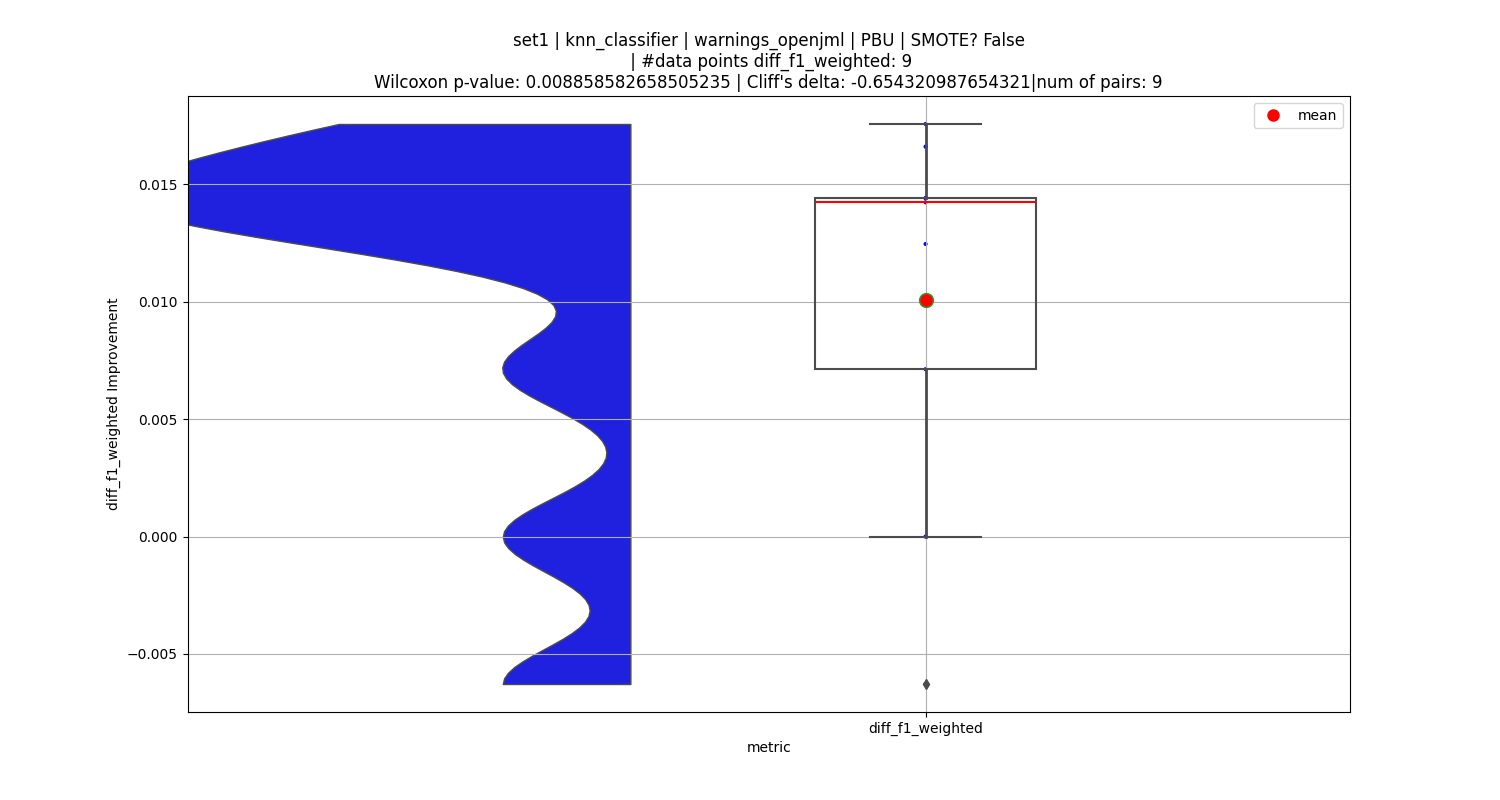 set1 | knn_classifier | warnings_openjml | PBU | SMOTE? False
| #data points diff_f1_weighted: 9
Wilcoxon p-value: 0.008858582658505235 | Cliff's delta: -0.654320987654321|num of pairs: 9
mean
0.015
0.010
0.005
0.000
−0.005
diff_f1_weighted Improvement
diff_f1_weighted
metric